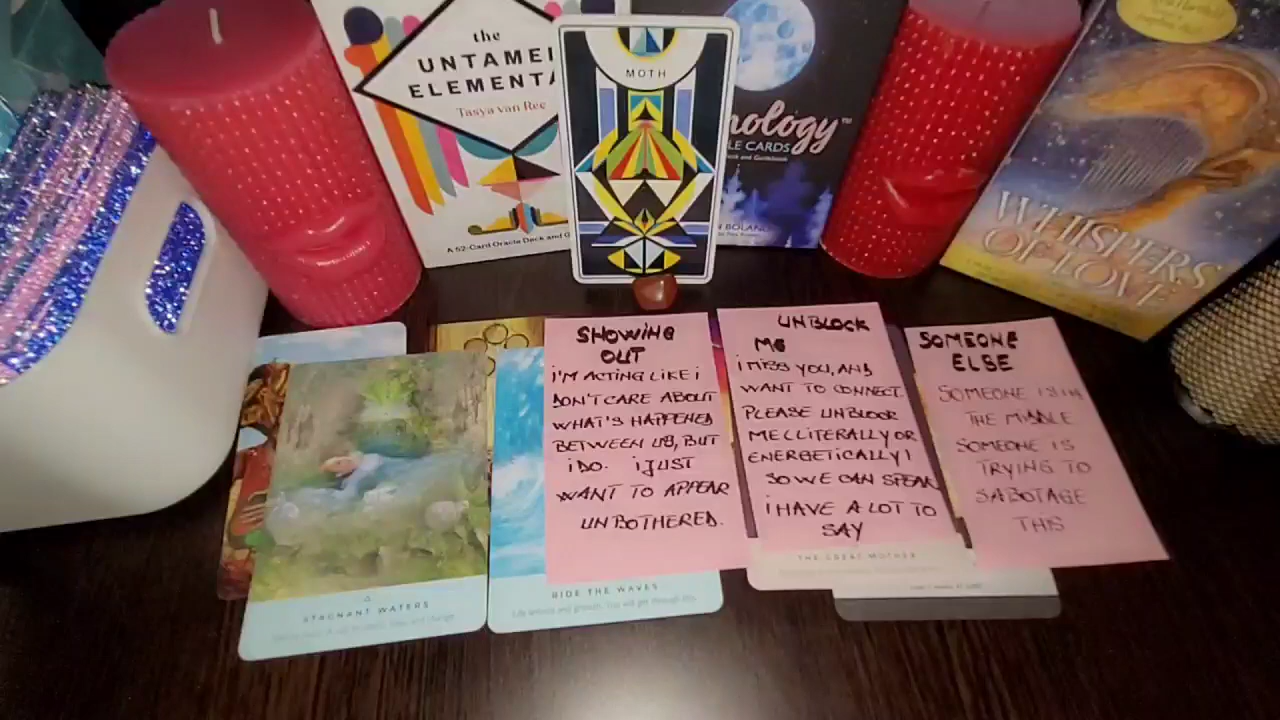 the
UNTAME
ELEMENTA
Tasya van Ree
A 52-Card Oracle Deck and G
MOTH
nology™
LE CARDS
BOLAND
WHISPERS
OF LOVE
SHOWING
OUT
I'M ACTING LIKE I
DON'T CARE ABOUT
WHAT'S HAPPENED
BETWEEN US, BUT
I DO. I JUST
WANT TO APPEAR
UNBOTHERED.
UNBLOCK
ME
I MISS YOU, AND
WANT TO CONNECT.
PLEASE UNBLOCK
ME (LITERALLY OR
ENERGETICALLY)
SO WE CAN SPEAK
I HAVE A LOT TO
SAY
SOMEONE
ELSE
SOMEONE IS IN
THE MIDDLE
SOMEONE IS
TRYING TO
SABOTAGE
THIS
STAGNANT WATERS
RIDE THE WAVES
THE GREAT MOTHER